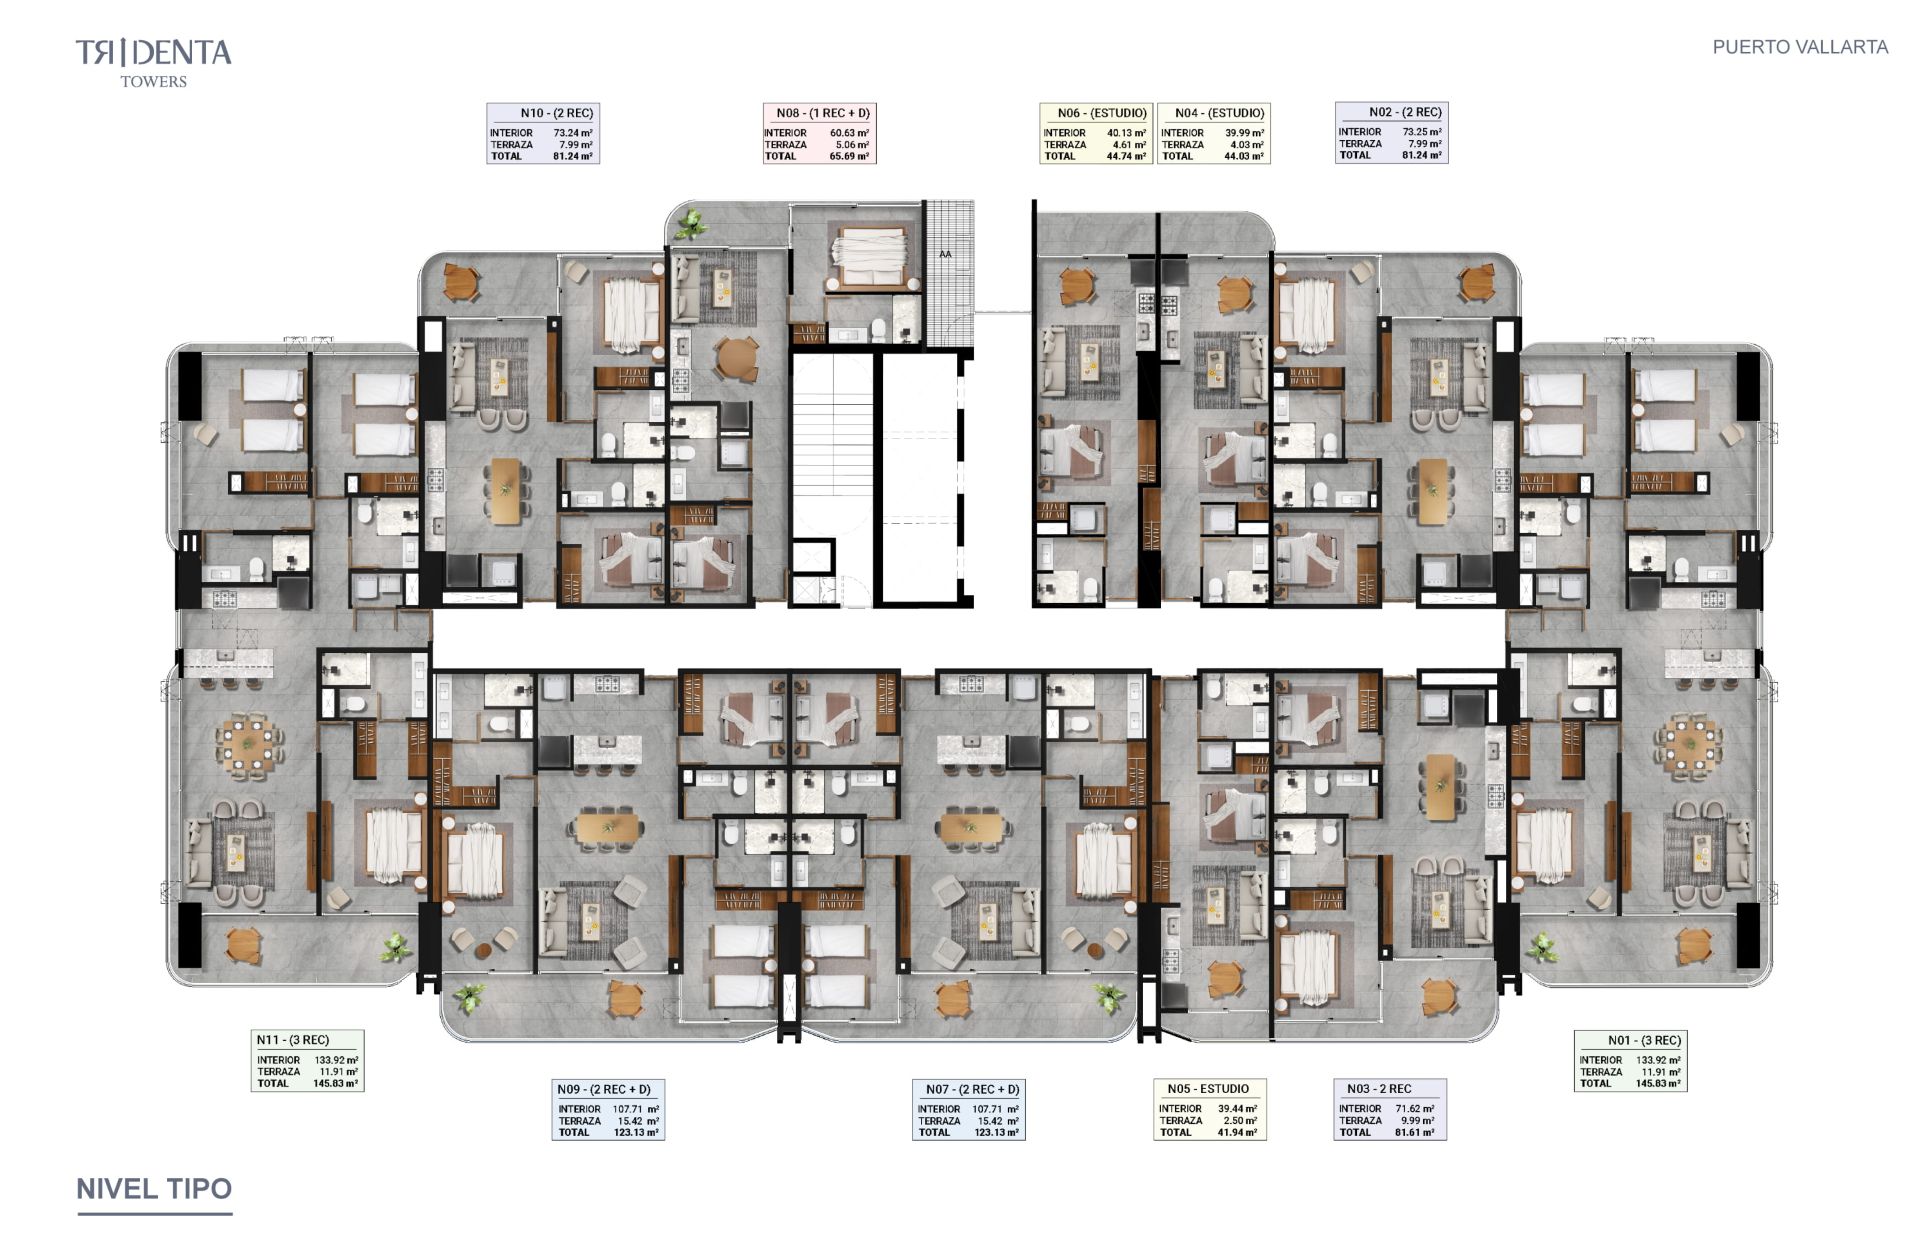 TRIDENTA
TOWERS
PUERTO VALLARTA
N10 - (2 REC)
INTERIOR 73.24 m²
TERRAZA 7.99 m²
TOTAL 81.24 m²
N08 - (1 REC + D)
INTERIOR 60.63 m²
TERRAZA 5.06 m²
TOTAL 65.69 m²
N06 - (ESTUDIO)
INTERIOR 40.13 m²
TERRAZA 4.61 m²
TOTAL 44.74 m²
N04 - (ESTUDIO)
INTERIOR 39.99 m²
TERRAZA 4.03 m²
TOTAL 44.03 m²
N02 - (2 REC)
INTERIOR 73.25 m²
TERRAZA 7.99 m²
TOTAL 81.24 m²
AA
N11 - (3 REC)
INTERIOR 133.92 m²
TERRAZA 11.91 m²
TOTAL 145.83 m²
N09 - (2 REC + D)
INTERIOR 107.71 m²
TERRAZA 15.42 m²
TOTAL 123.13 m²
N07 - (2 REC + D)
INTERIOR 107.71 m²
TERRAZA 15.42 m²
TOTAL 123.13 m²
N05 - ESTUDIO
INTERIOR 39.44 m²
TERRAZA 2.50 m²
TOTAL 41.94 m²
N03 - 2 REC
INTERIOR 71.62 m²
TERRAZA 9.99 m²
TOTAL 81.61 m²
N01 - (3 REC)
INTERIOR 133.92 m²
TERRAZA 11.91 m²
TOTAL 145.83 m²
NIVEL TIPO